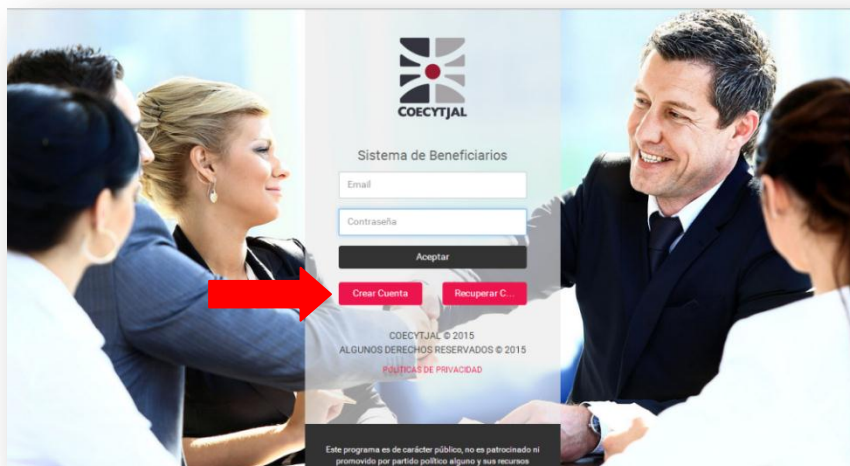 COECYTJAL
Sistema de Beneficiarios
Email
Contraseña
Aceptar
Crear Cuenta
Recuperar C...
COECYTJAL © 2015
ALGUNOS DERECHOS RESERVADOS © 2015
POLÍTICAS DE PRIVACIDAD
Este programa es de carácter público, no es patrocinado ni
promovido por partido político alguno y sus recursos